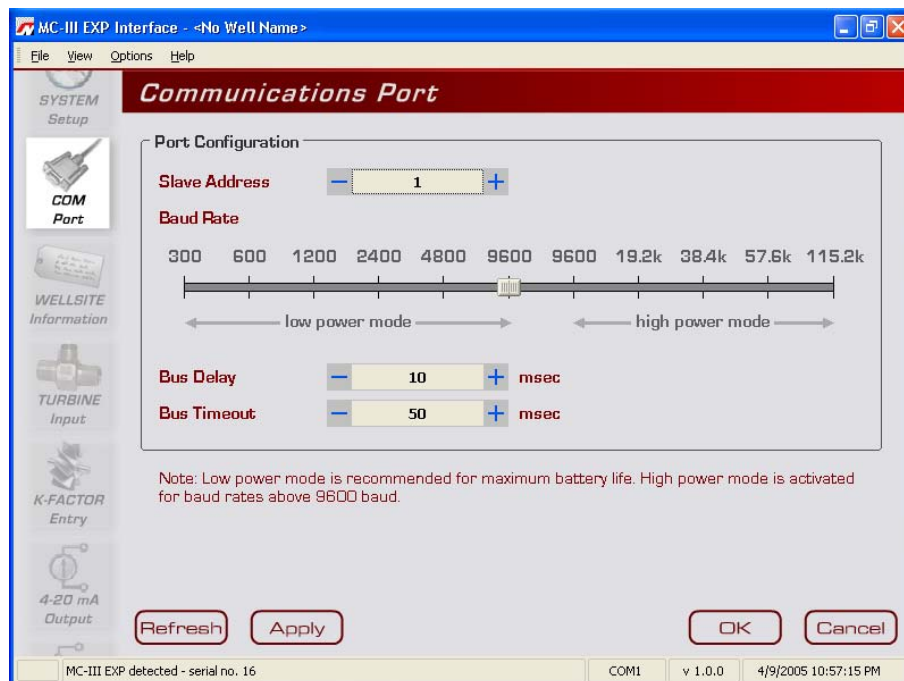 MC-III EXP Interface - <No Well Name>
File View Options Help
SYSTEM
Setup
COM
Port
WELLSITE
Information
TURBINE
Input
K-FACTOR
Entry
4-20 mA
Output
Communications Port
Port Configuration
Slave Address − 1 +
Baud Rate
300 600 1200 2400 4800 9600 9600 19.2k 38.4k 57.6k 115.2k
low power mode high power mode
Bus Delay − 10 + msec
Bus Timeout − 50 + msec
Note: Low power mode is recommended for maximum battery life. High power mode is activated
for baud rates above 9600 baud.
Refresh Apply OK Cancel
MC-III EXP detected - serial no. 16 COM1 v 1.0.0 4/9/2005 10:57:15 PM